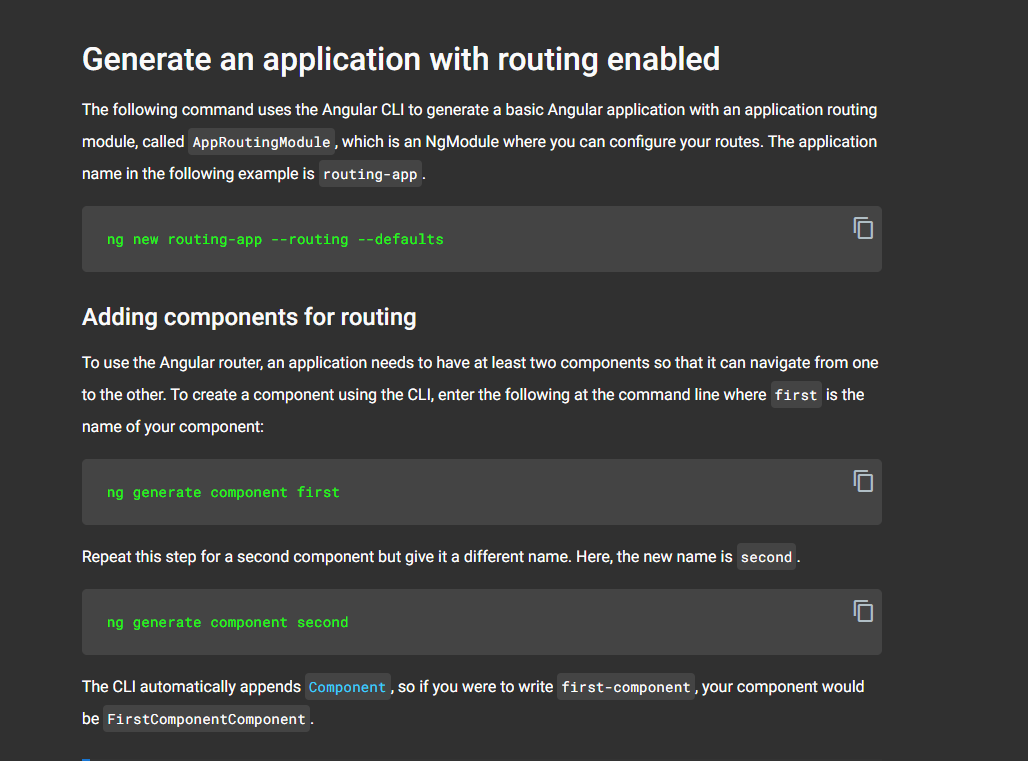 Generate an application with routing enabled
The following command uses the Angular CLI to generate a basic Angular application with an application routing
module, called AppRoutingModule, which is an NgModule where you can configure your routes. The application
name in the following example is routing-app.
ng new routing-app --routing --defaults
Adding components for routing
To use the Angular router, an application needs to have at least two components so that it can navigate from one
to the other. To create a component using the CLI, enter the following at the command line where first is the
name of your component:
ng generate component first
Repeat this step for a second component but give it a different name. Here, the new name is second.
ng generate component second
The CLI automatically appends Component, so if you were to write first-component, your component would
be FirstComponentComponent.